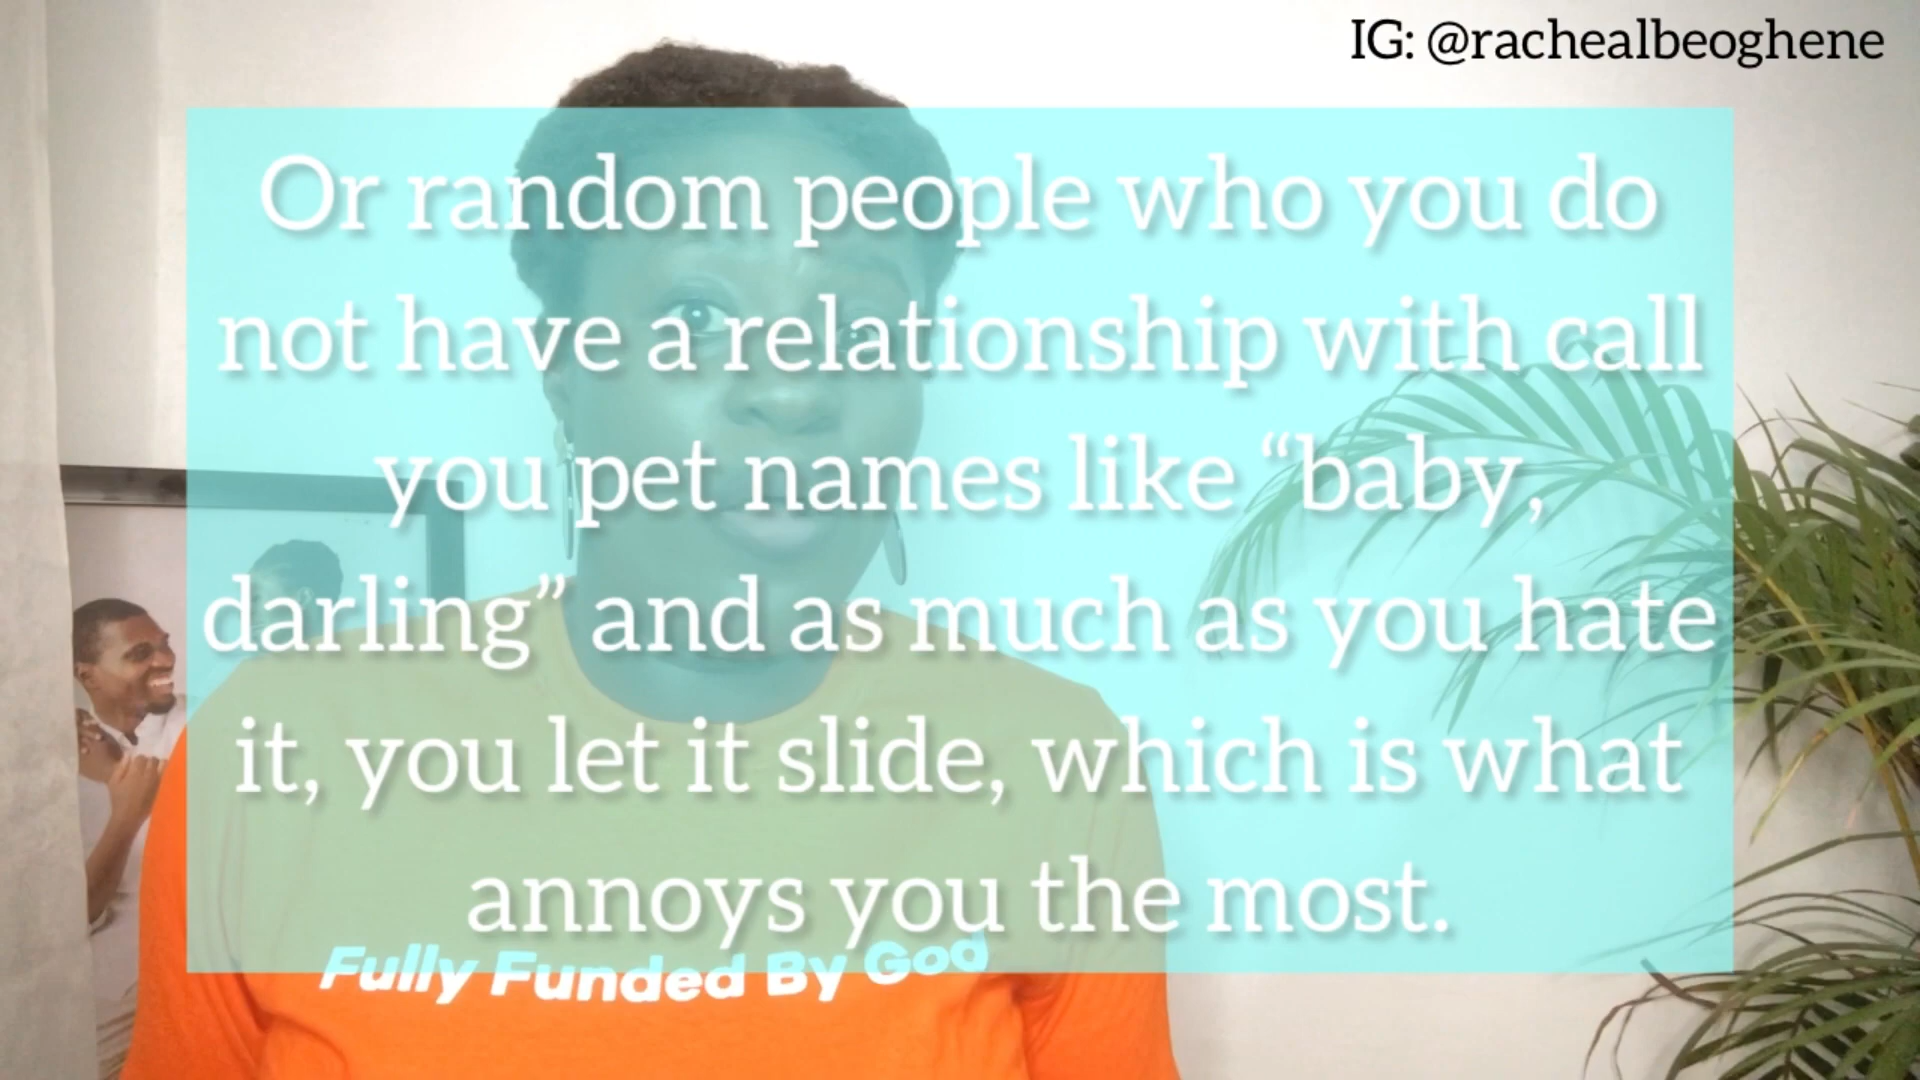 IG: @rachealbeoghene
Or random people who you do
not have a relationship with call
you pet names like “baby,
darling” and as much as you hate
it, you let it slide, which is what
annoys you the most.
Fully Funded By God